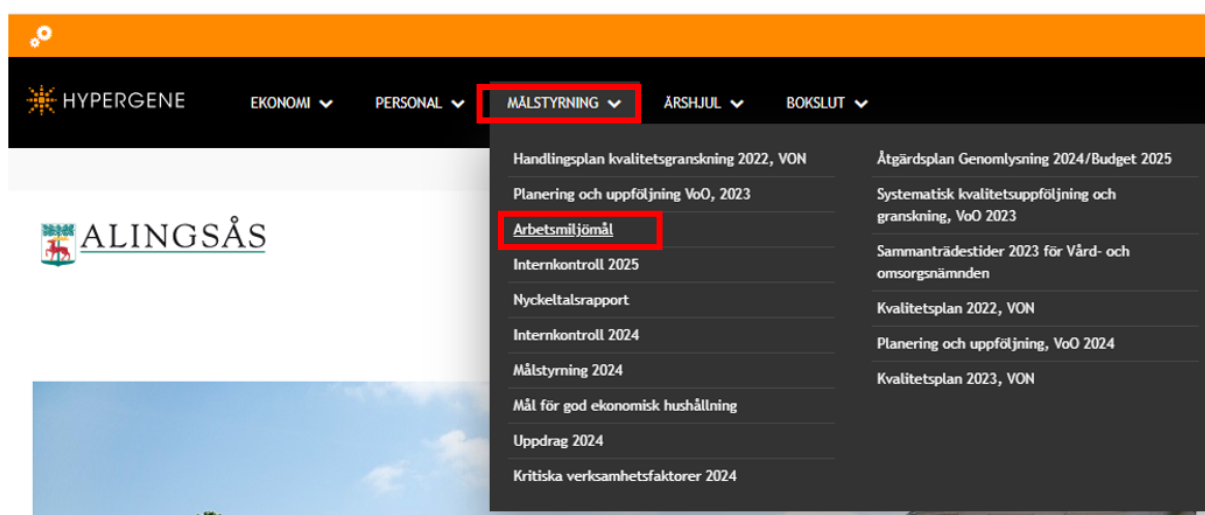 HYPERGENE
EKONOMI
PERSONAL
MÅLSTYRNING
ÅRSHJUL
BOKSLUT
ALINGSÅS
Handlingsplan kvalitetsgranskning 2022, VON
Planering och uppföljning VoO, 2023
Arbetsmiljömål
Internkontroll 2025
Nyckeltalsrapport
Internkontroll 2024
Målstyrning 2024
Mål för god ekonomisk hushållning
Uppdrag 2024
Kritiska verksamhetsfaktorer 2024
Åtgärdsplan Genomlysning 2024/Budget 2025
Systematisk kvalitetsuppföljning och
granskning, VoO 2023
Sammanträdestider 2023 för Vård- och
omsorgsnämnden
Kvalitetsplan 2022, VON
Planering och uppföljning, VoO 2024
Kvalitetsplan 2023, VON